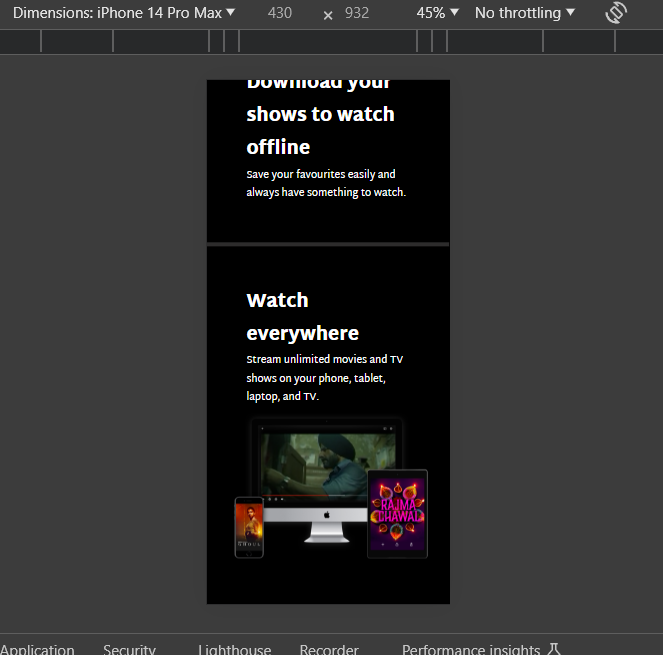 Dimensions: iPhone 14 Pro Max ▼ 430 × 932 45% ▼ No throttling ▼
Download your
shows to watch
offline
Save your favourites easily and
always have something to watch.
Watch
everywhere
Stream unlimited movies and TV
shows on your phone, tablet,
laptop, and TV.
RAJMA
CHAWAL
Application Security Lighthouse Recorder Performance insights